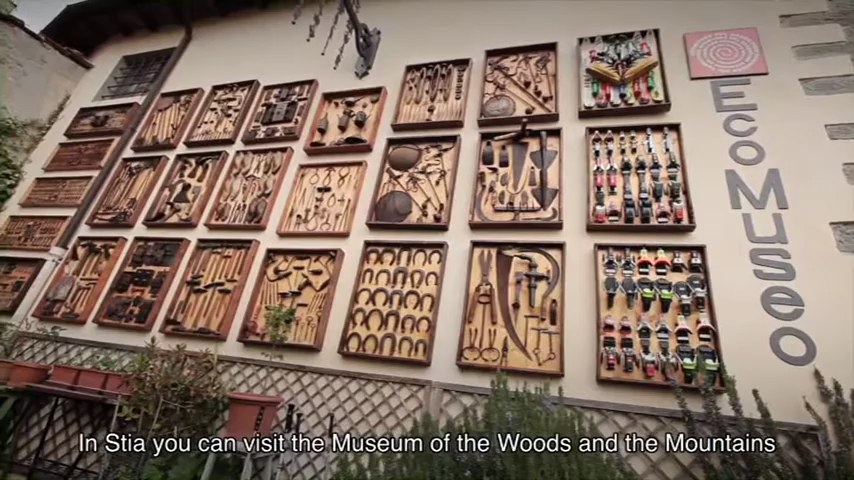 ECOMUSEO
In Stia you can visit the Museum of the Woods and the Mountains